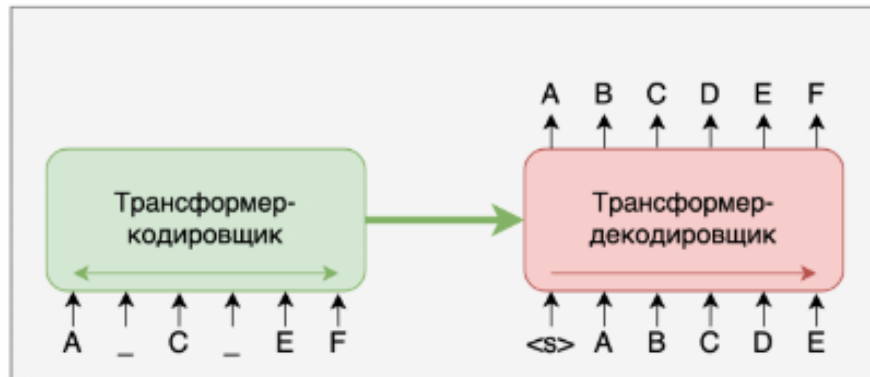 A B C D E F
Трансформер-
кодировщик
Трансформер-
декодировщик
A _ C _ E F
<s> A B C D E